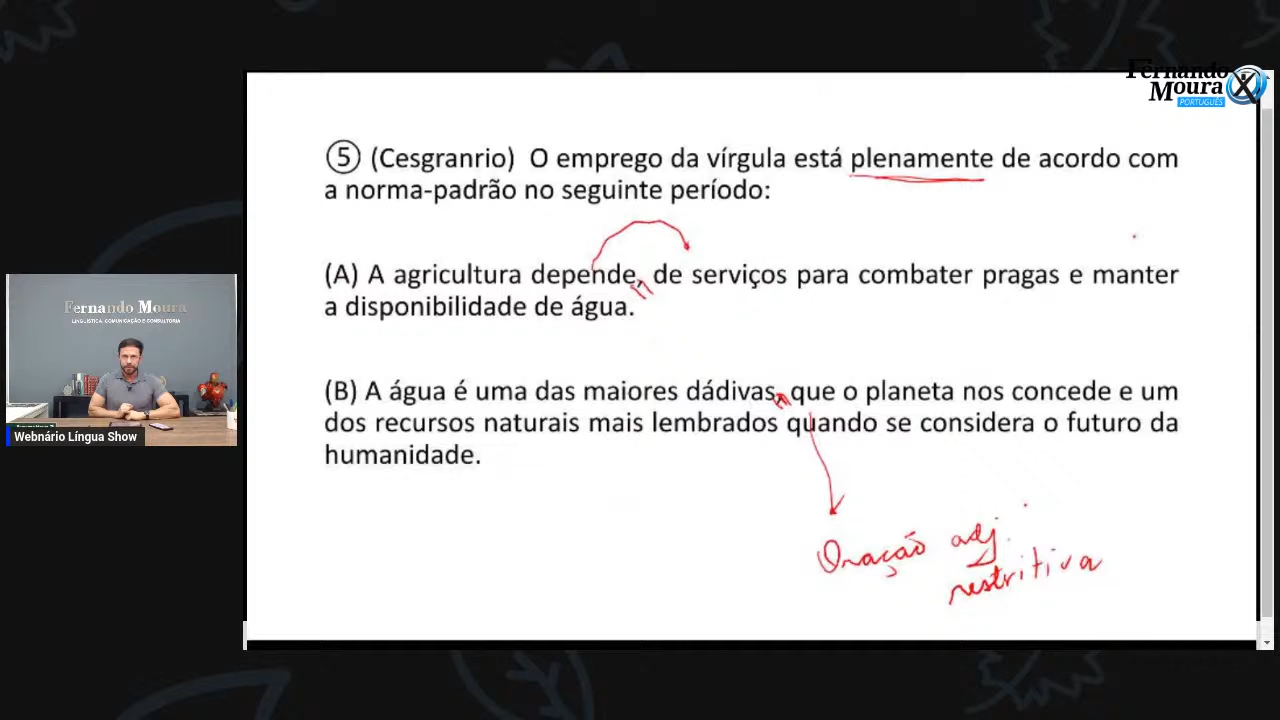 Fernando
Moura
PORTUGUÊS
5 (Cesgranrio) O emprego da vírgula está plenamente de acordo com
a norma-padrão no seguinte período:
(A) A agricultura depende, de serviços para combater pragas e manter
a disponibilidade de água.
Fernando Moura
LINGUÍSTICA, COMUNICAÇÃO E CONSULTORIA
(B) A água é uma das maiores dádivas, que o planeta nos concede e um
dos recursos naturais mais lembrados quando se considera o futuro da
humanidade.
Webnário Língua Show
Oração adj.
restritiva